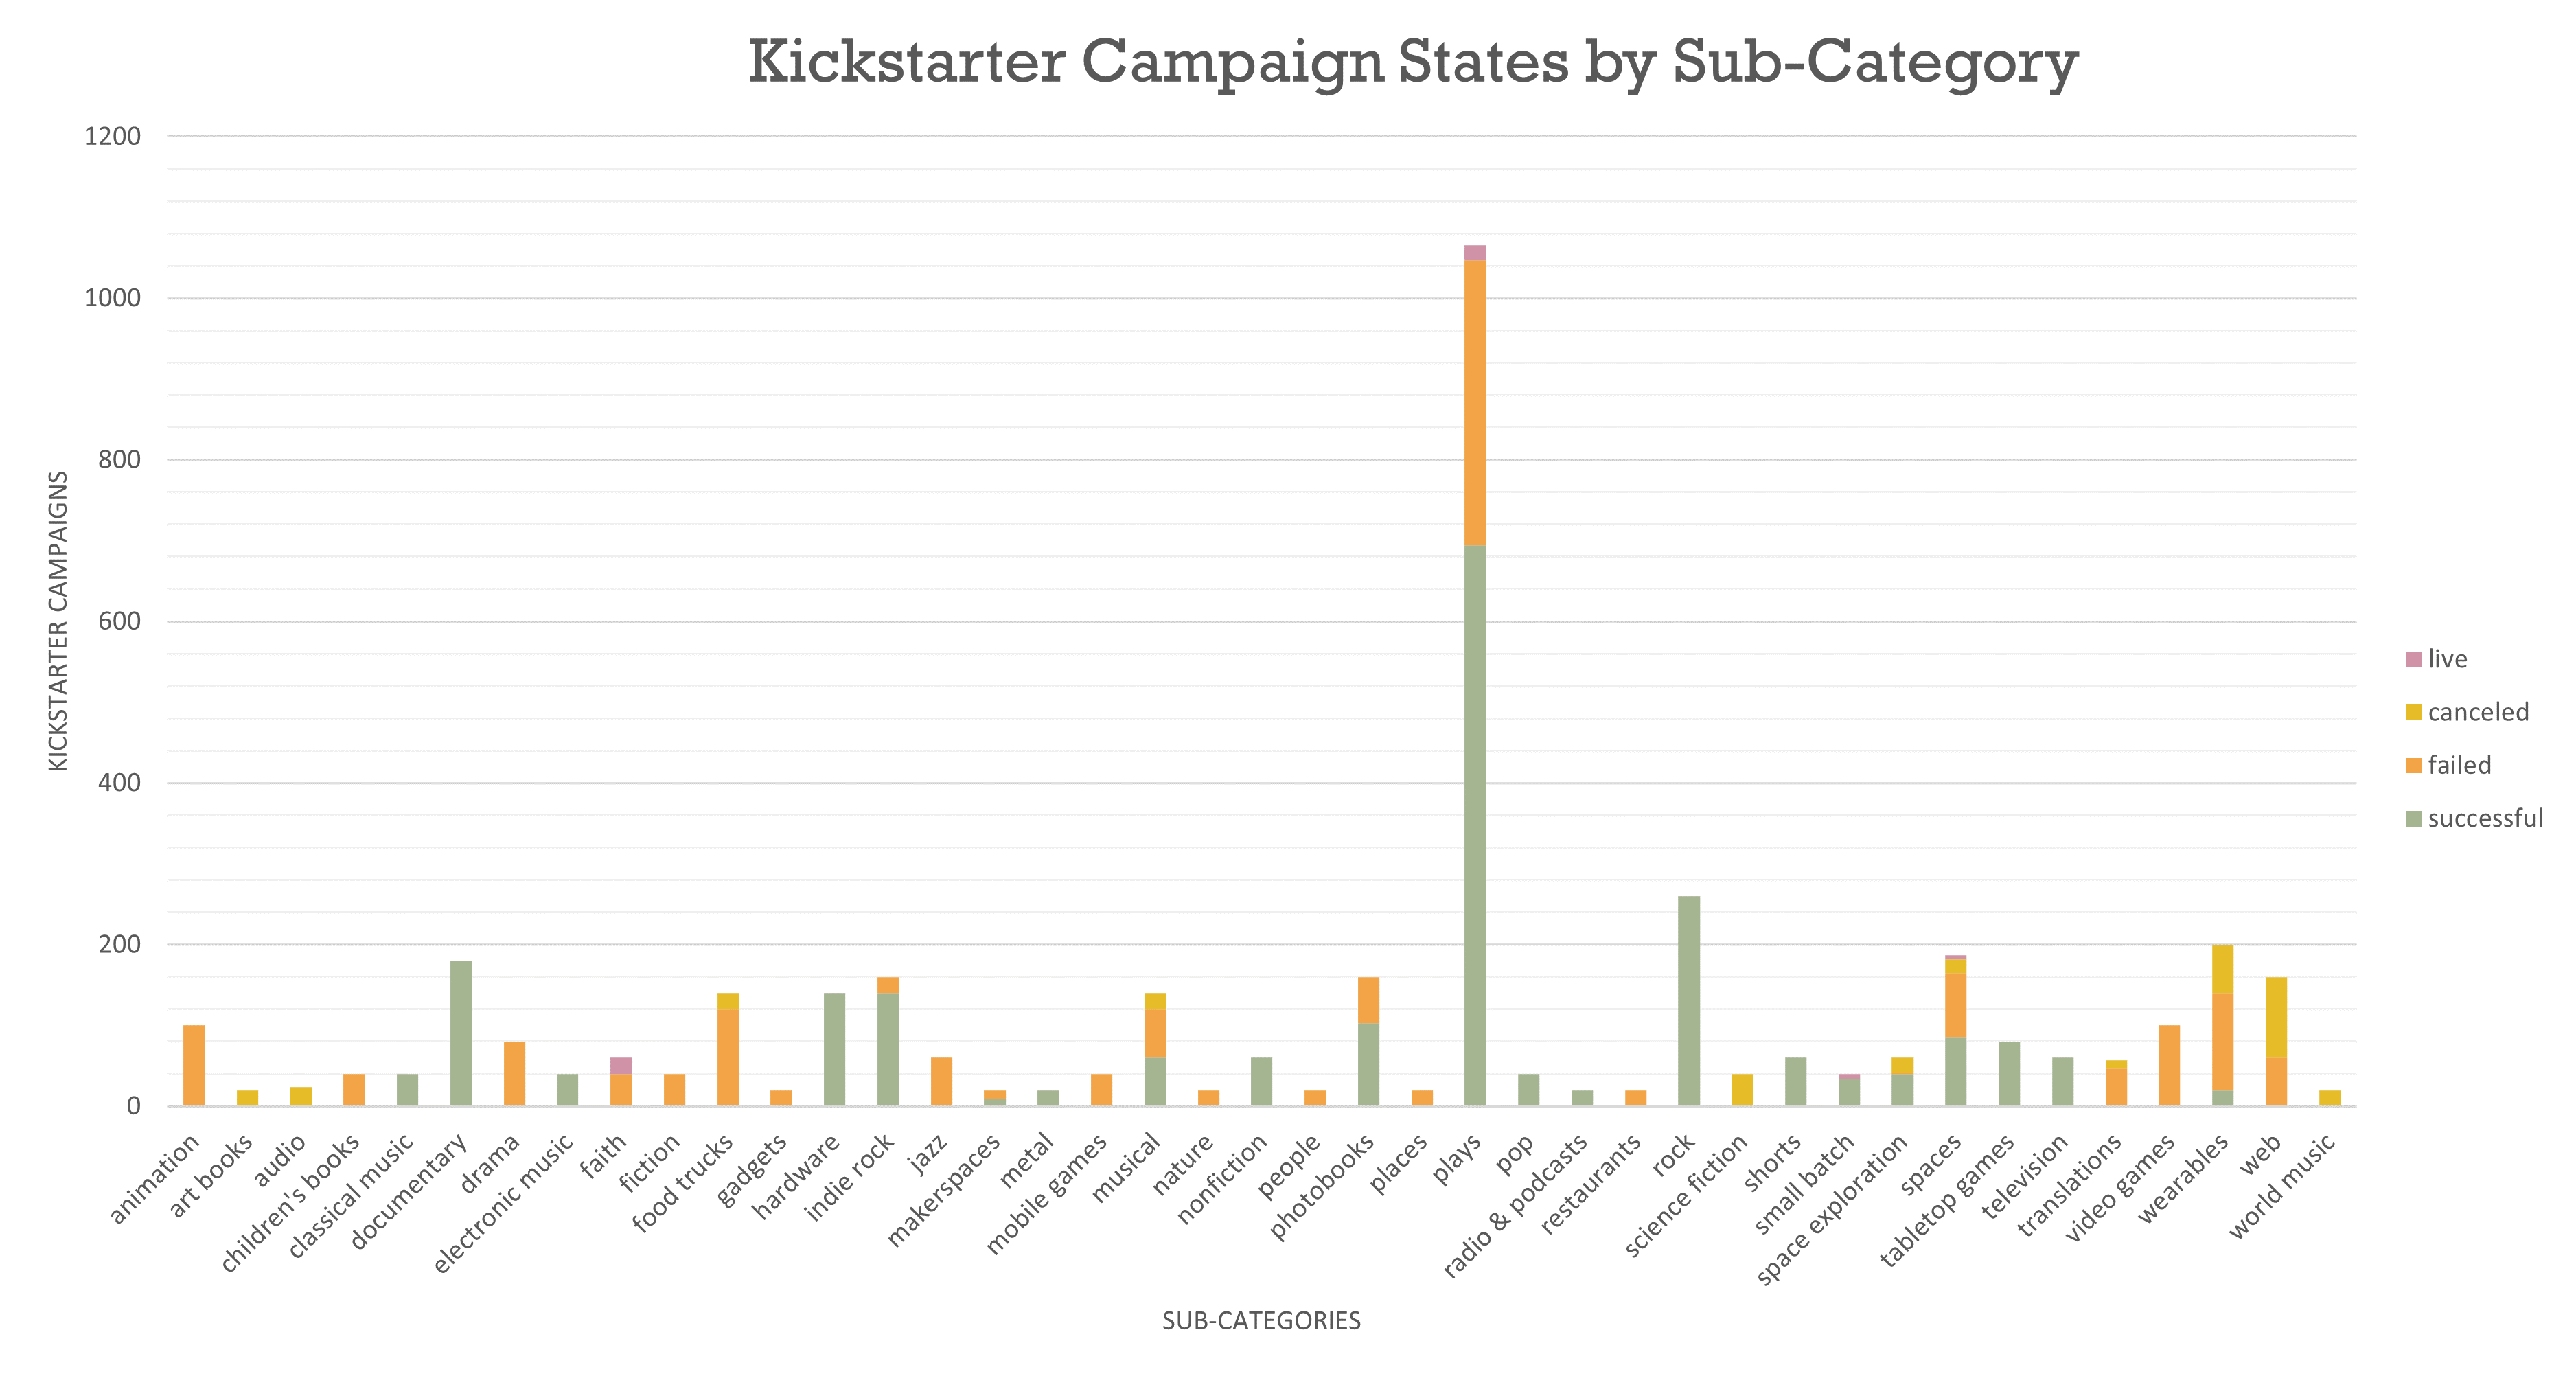 Kickstarter Campaign States by Sub-Category
1200
1000
800
600
400
200
0
KICKSTARTER CAMPAIGNS
live
canceled
failed
successful
animation
art books
audio
children's books
classical music
documentary
drama
electronic music
faith
fiction
food trucks
gadgets
hardware
indie rock
jazz
makerspaces
metal
mobile games
musical
nature
nonfiction
people
photobooks
places
plays
pop
radio & podcasts
restaurants
rock
science fiction
shorts
small batch
space exploration
spaces
tabletop games
television
translations
video games
wearables
web
world music
SUB-CATEGORIES